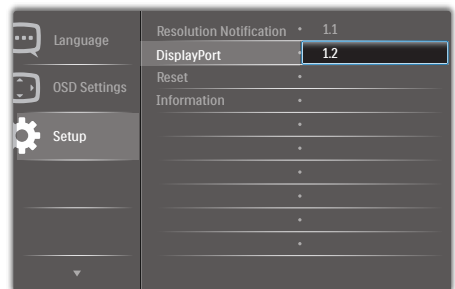 Language
OSD Settings
Setup
Resolution Notification
DisplayPort
Reset
Information
1.1
1.2